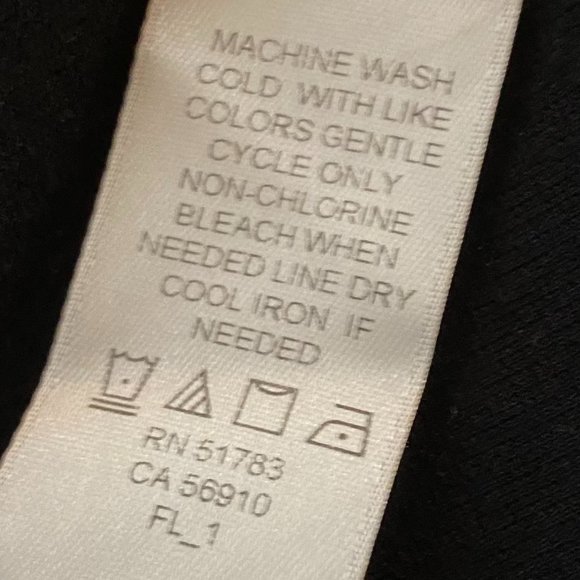 MACHINE WASH
COLD WITH LIKE
COLORS GENTLE
CYCLE ONLY
NON-CHLORINE
BLEACH WHEN
NEEDED LINE DRY
COOL IRON IF
NEEDED
RN 51783
CA 56910
FL_1